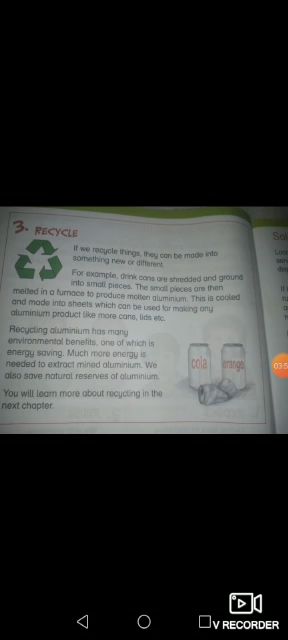 3. RECYCLE
If we recycle things, they can be made into
something new or different.
For example, drink cans are shredded and ground
into small pieces. The small pieces are then
melted in a furnace to produce molten aluminium. This is cooled
and made into sheets which can be used for making any
aluminium product like more cans, lids etc.
Recycling aluminium has many
environmental benefits, one of which is
energy saving. Much more energy is
needed to extract mined aluminium. We
also save natural reserves of aluminium.
You will learn more about recycling in the
next chapter.
cola
orange
V RECORDER